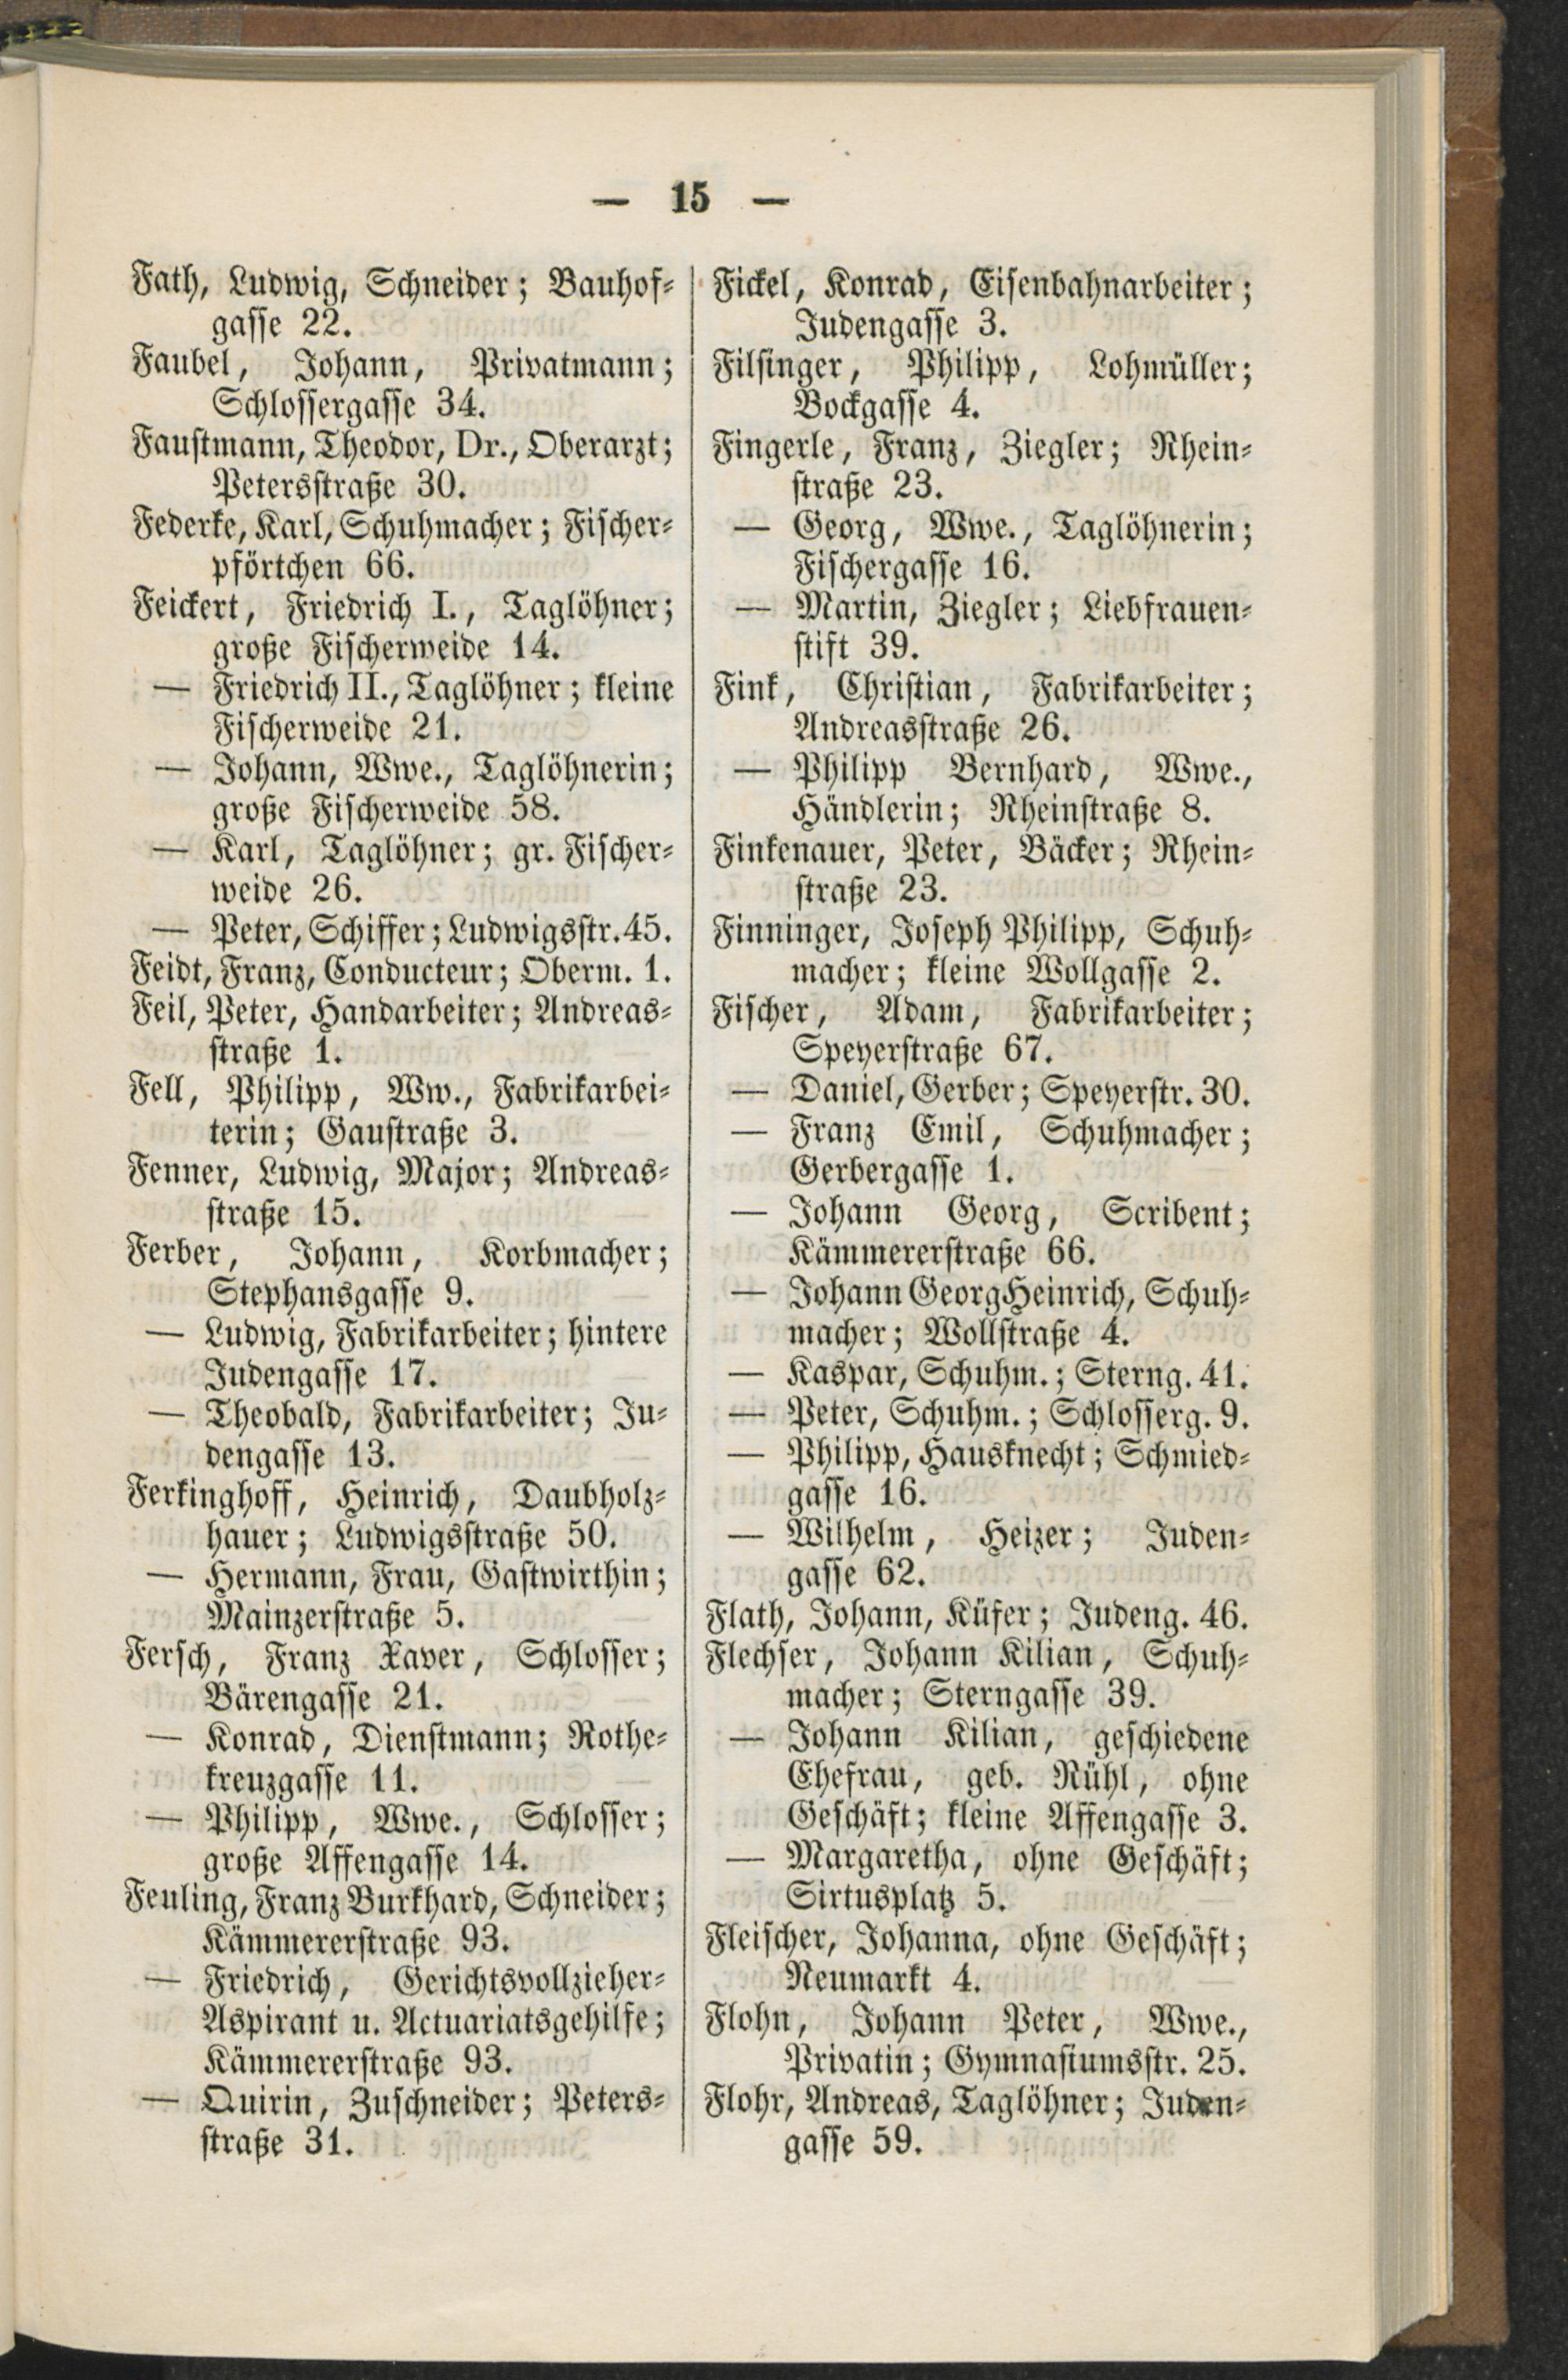 — 15 —
Fath, Ludwig, Schneider; Bauhof-
gasse 22.
Faubel, Johann, Privatmann;
Schlossergasse 34.
Faustmann, Theodor, Dr., Oberarzt;
Petersstraße 30.
Federke, Karl, Schuhmacher; Fischer-
pförtchen 66.
Feickert, Friedrich I., Taglöhner;
große Fischerweide 14.
— Friedrich II., Taglöhner; kleine
Fischerweide 21.
— Johann, Wwe., Taglöhnerin;
große Fischerweide 58.
— Karl, Taglöhner; gr. Fischer-
weide 26.
— Peter, Schiffer; Ludwigsstr. 45.
Feidt, Franz, Conducteur; Oberm. 1.
Feil, Peter, Handarbeiter; Andreas-
straße 1.
Fell, Philipp, Ww., Fabrikarbei-
terin; Gaustraße 3.
Fenner, Ludwig, Major; Andreas-
straße 15.
Ferber, Johann, Korbmacher;
Stephansgasse 9.
— Ludwig, Fabrikarbeiter; hintere
Judengasse 17.
— Theobald, Fabrikarbeiter; Ju-
dengasse 13.
Ferkinghoff, Heinrich, Daubholz-
hauer; Ludwigsstraße 50.
— Hermann, Frau, Gastwirthin;
Mainzerstraße 5.
Fersch, Franz Xaver, Schlosser;
Bärengasse 21.
— Konrad, Dienstmann; Rothe-
kreuzgasse 11.
— Philipp, Wwe., Schlosser;
große Affengasse 14.
Feuling, Franz Burkhard, Schneider;
Kämmererstraße 93.
— Friedrich, Gerichtsvollzieher-
Aspirant u. Actuariatsgehilfe;
Kämmererstraße 93.
— Quirin, Zuschneider; Peters-
straße 31.
Fickel, Konrad, Eisenbahnarbeiter;
Judengasse 3.
Filsinger, Philipp, Lohmüller;
Bockgasse 4.
Fingerle, Franz, Ziegler; Rhein-
straße 23.
— Georg, Wwe., Taglöhnerin;
Fischergasse 16.
— Martin, Ziegler; Liebfrauen-
stift 39.
Fink, Christian, Fabrikarbeiter;
Andreasstraße 26.
— Philipp Bernhard, Wwe.,
Händlerin; Rheinstraße 8.
Finkenauer, Peter, Bäcker; Rhein-
straße 23.
Finninger, Joseph Philipp, Schuh-
macher; kleine Wollgasse 2.
Fischer, Adam, Fabrikarbeiter;
Speyerstraße 67.
— Daniel, Gerber; Speyerstr. 30.
— Franz Emil, Schuhmacher;
Gerbergasse 1.
— Johann Georg, Scribent;
Kämmererstraße 66.
— Johann Georg Heinrich, Schuh-
macher; Wollstraße 4.
— Kaspar, Schuhm.; Sterng. 41.
— Peter, Schuhm.; Schlosserg. 9.
— Philipp, Hausknecht; Schmied-
gasse 16.
— Wilhelm, Heizer; Juden-
gasse 62.
Flath, Johann, Küfer; Judeng. 46.
Flechser, Johann Kilian, Schuh-
macher; Sterngasse 39.
— Johann Kilian, geschiedene
Ehefrau, geb. Rühl, ohne
Geschäft; kleine Affengasse 3.
— Margaretha, ohne Geschäft;
Sirtusplatz 5.
Fleischer, Johanna, ohne Geschäft;
Neumarkt 4.
Flohn, Johann Peter, Wwe.,
Privatin; Gymnasiumsstr. 25.
Flohr, Andreas, Taglöhner; Juden-
gasse 59.